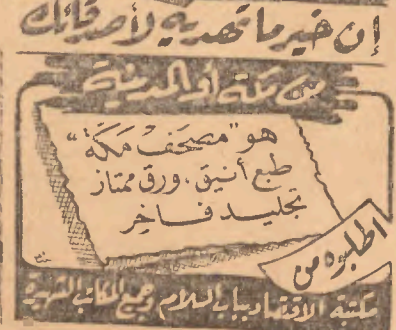 إن خير ما تهديه لأصدقائك
من مكة أو المدينة
هو "مصحف مكة"
طبع أنيق. ورق ممتاز
تجليد فاخر
اطلبوه من
مكتبة الاقتصاد بباب السلام وجميع المكاتب الشهيرة